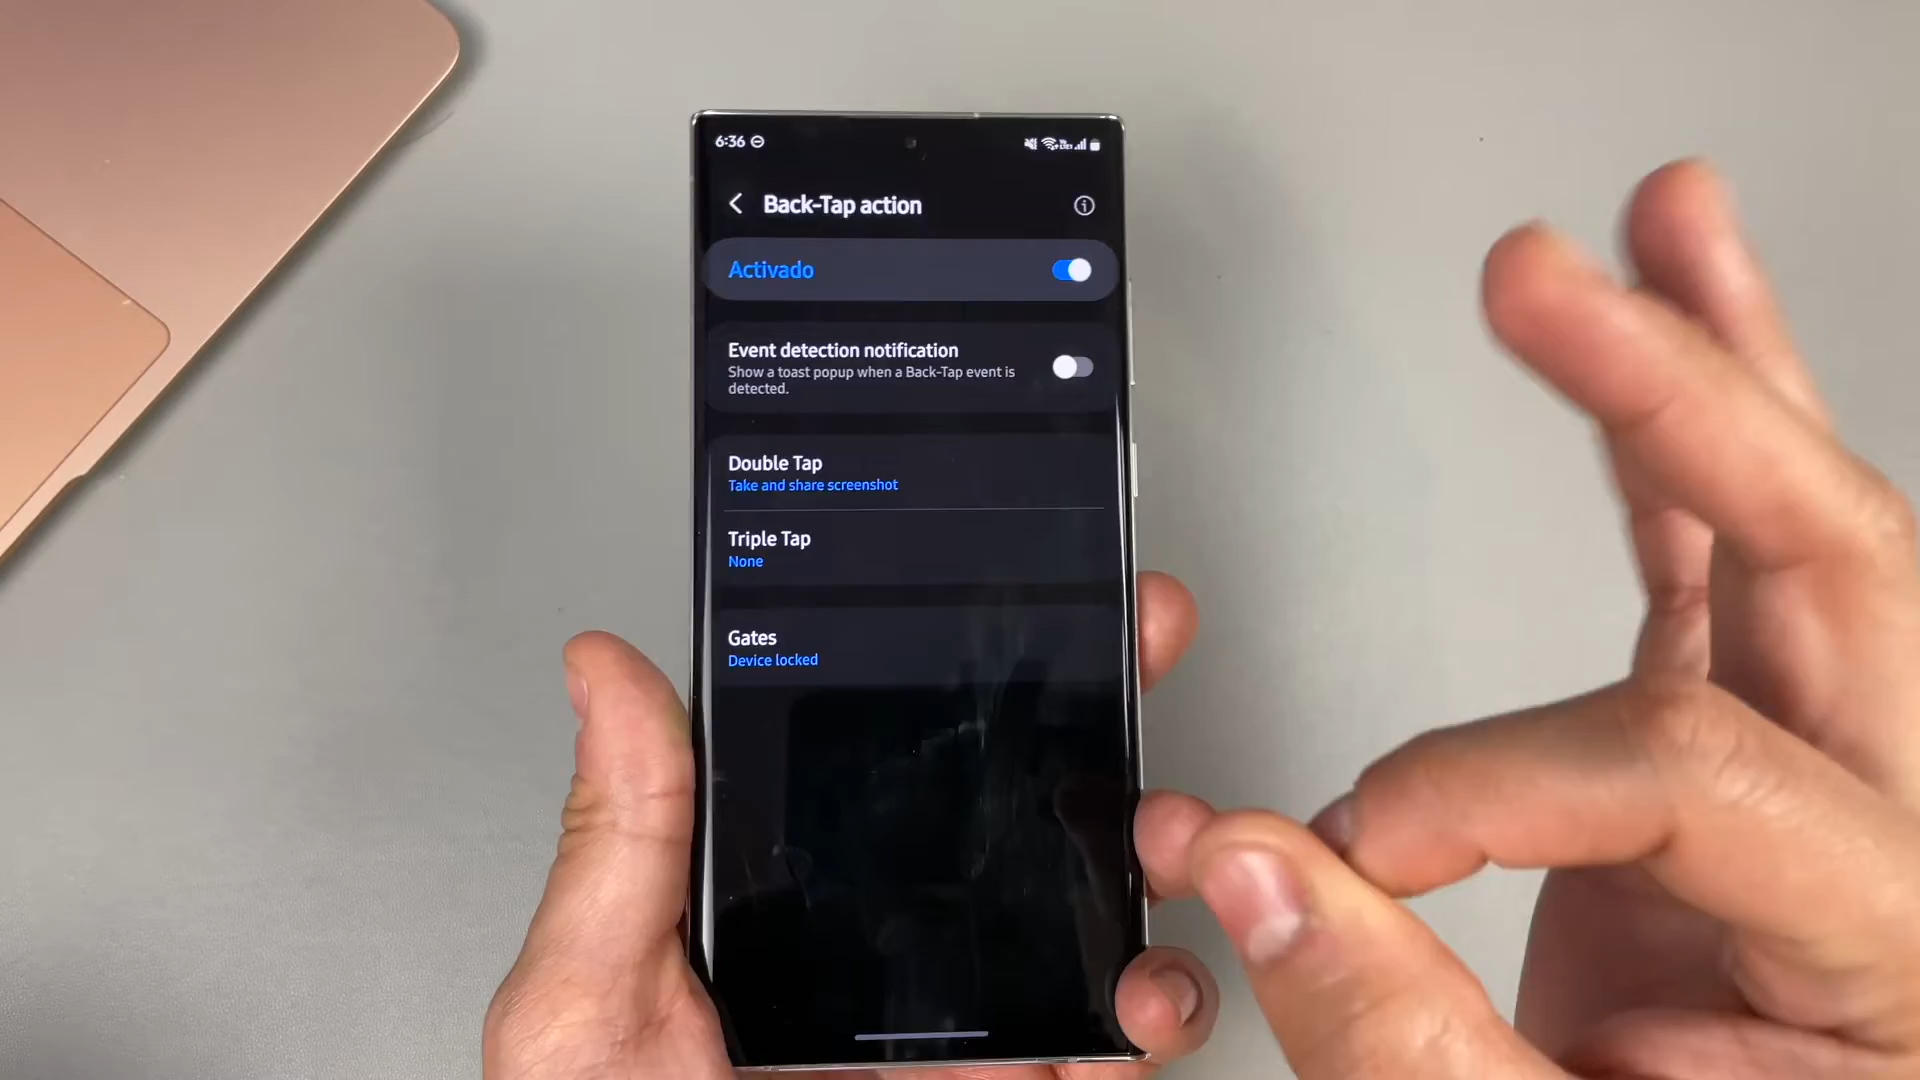 6:36
Back-Tap action
Activado
Event detection notification
Show a toast popup when a Back-Tap event is
detected.
Double Tap
Take and share screenshot
Triple Tap
None
Gates
Device locked